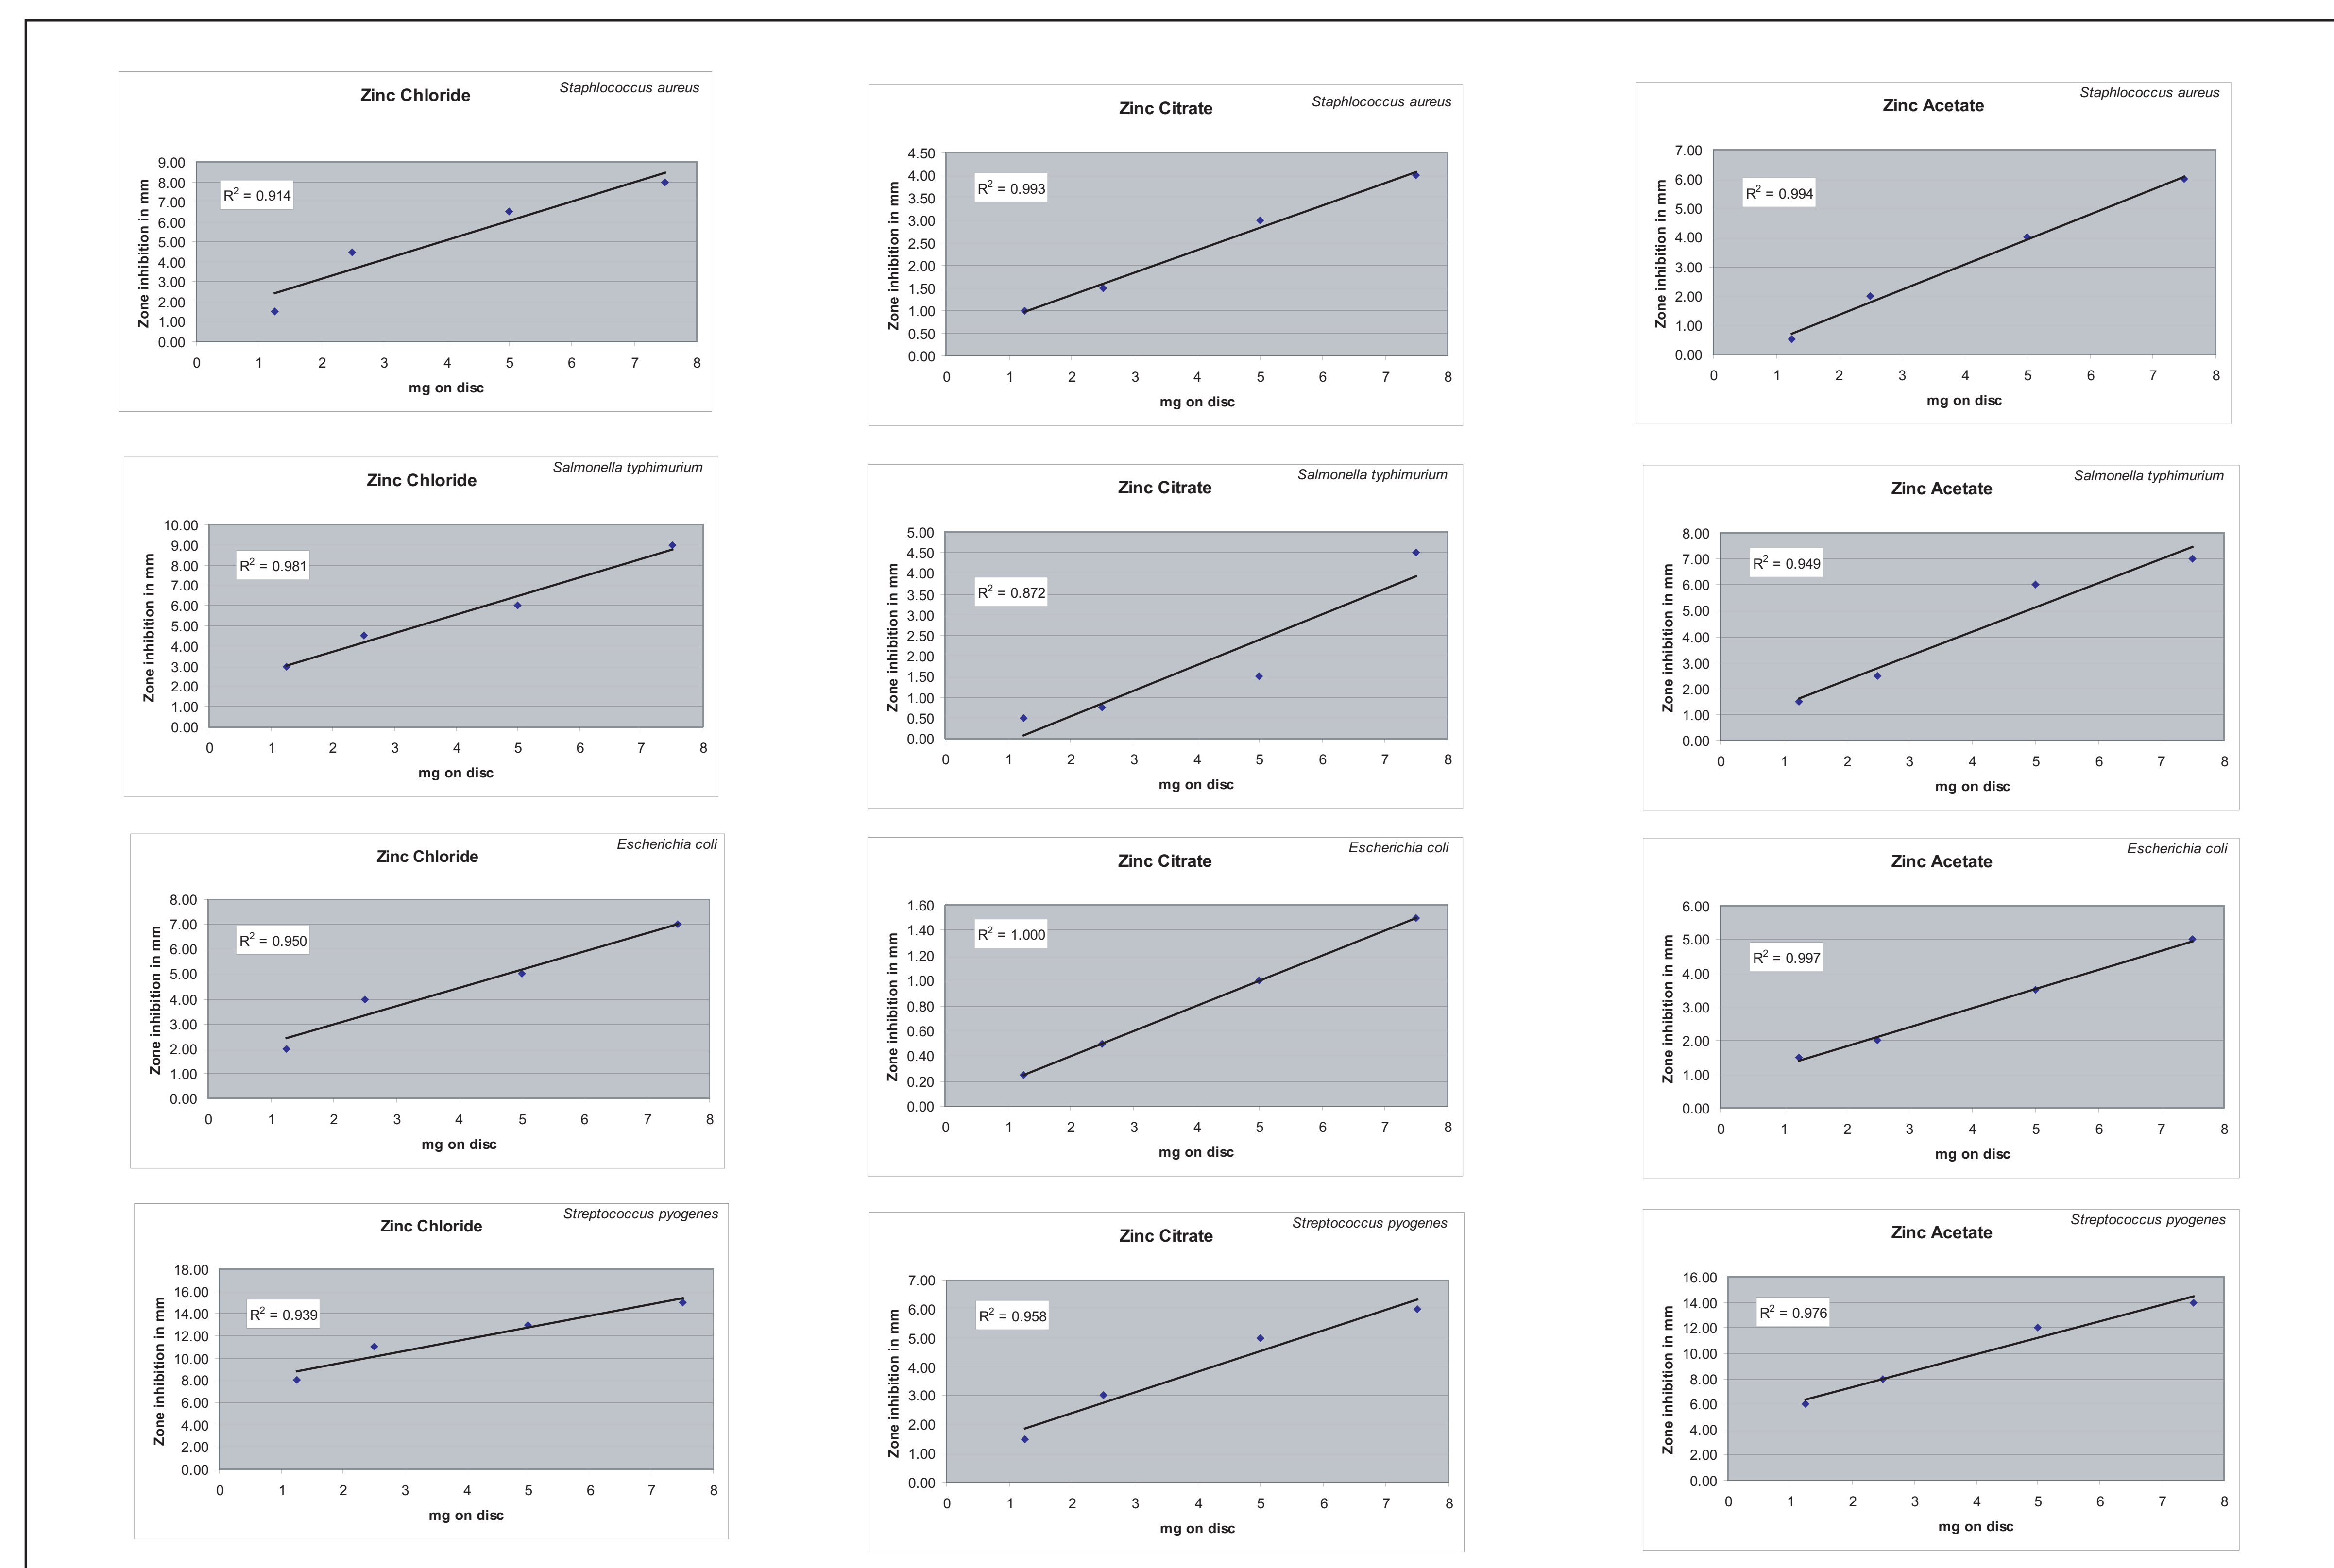 Zinc Chloride
Staphlococcus aureus
Zone inhibition in mm
9.00
8.00
7.00
6.00
5.00
4.00
3.00
2.00
1.00
0.00
R² = 0.914
0 1 2 3 4 5 6 7 8
mg on disc
Zinc Citrate
Staphlococcus aureus
Zone inhibition in mm
4.50
4.00
3.50
3.00
2.50
2.00
1.50
1.00
0.50
0.00
R² = 0.993
0 1 2 3 4 5 6 7 8
mg on disc
Zinc Acetate
Staphlococcus aureus
Zone inhibition in mm
7.00
6.00
5.00
4.00
3.00
2.00
1.00
0.00
R² = 0.994
0 1 2 3 4 5 6 7 8
mg on disc
Zinc Chloride
Salmonella typhimurium
Zone inhibition in mm
10.00
9.00
8.00
7.00
6.00
5.00
4.00
3.00
2.00
1.00
0.00
R² = 0.981
0 1 2 3 4 5 6 7 8
mg on disc
Zinc Citrate
Salmonella typhimurium
Zone inhibition in mm
5.00
4.50
4.00
3.50
3.00
2.50
2.00
1.50
1.00
0.50
0.00
R² = 0.872
0 1 2 3 4 5 6 7 8
mg on disc
Zinc Acetate
Salmonella typhimurium
Zone inhibition in mm
8.00
7.00
6.00
5.00
4.00
3.00
2.00
1.00
0.00
R² = 0.949
0 1 2 3 4 5 6 7 8
mg on disc
Zinc Chloride
Escherichia coli
Zone inhibition in mm
8.00
7.00
6.00
5.00
4.00
3.00
2.00
1.00
0.00
R² = 0.950
0 1 2 3 4 5 6 7 8
mg on disc
Zinc Citrate
Escherichia coli
Zone inhibition in mm
1.60
1.40
1.20
1.00
0.80
0.60
0.40
0.20
0.00
R² = 1.000
0 1 2 3 4 5 6 7 8
mg on disc
Zinc Acetate
Escherichia coli
Zone inhibition in mm
6.00
5.00
4.00
3.00
2.00
1.00
0.00
R² = 0.997
0 1 2 3 4 5 6 7 8
mg on disc
Zinc Chloride
Streptococcus pyogenes
Zone inhibition in mm
18.00
16.00
14.00
12.00
10.00
8.00
6.00
4.00
2.00
0.00
R² = 0.939
0 1 2 3 4 5 6 7 8
mg on disc
Zinc Citrate
Streptococcus pyogenes
Zone inhibition in mm
7.00
6.00
5.00
4.00
3.00
2.00
1.00
0.00
R² = 0.958
0 1 2 3 4 5 6 7 8
mg on disc
Zinc Acetate
Streptococcus pyogenes
Zone inhibition in mm
16.00
14.00
12.00
10.00
8.00
6.00
4.00
2.00
0.00
R² = 0.976
0 1 2 3 4 5 6 7 8
mg on disc